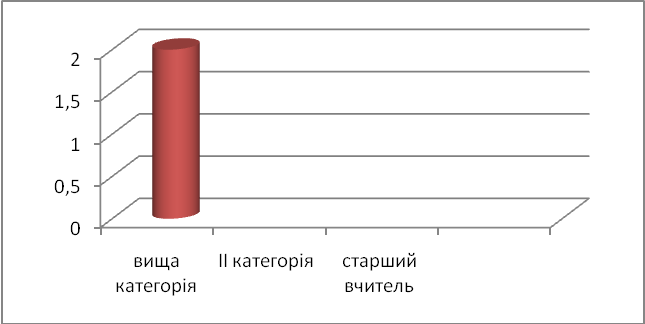 2
1,5
1
0,5
0
вища
категорія
ІІ категорія
старший
вчитель